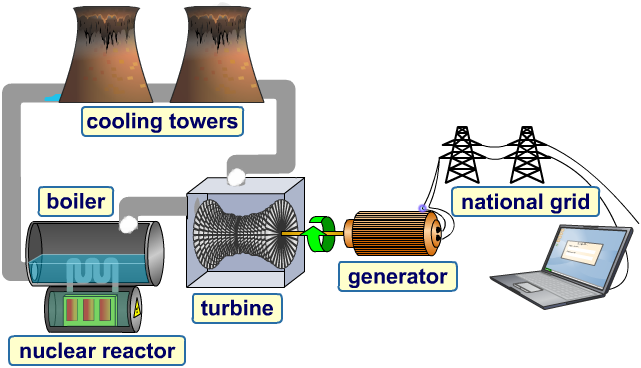 cooling towers
boiler
national grid
generator
turbine
nuclear reactor